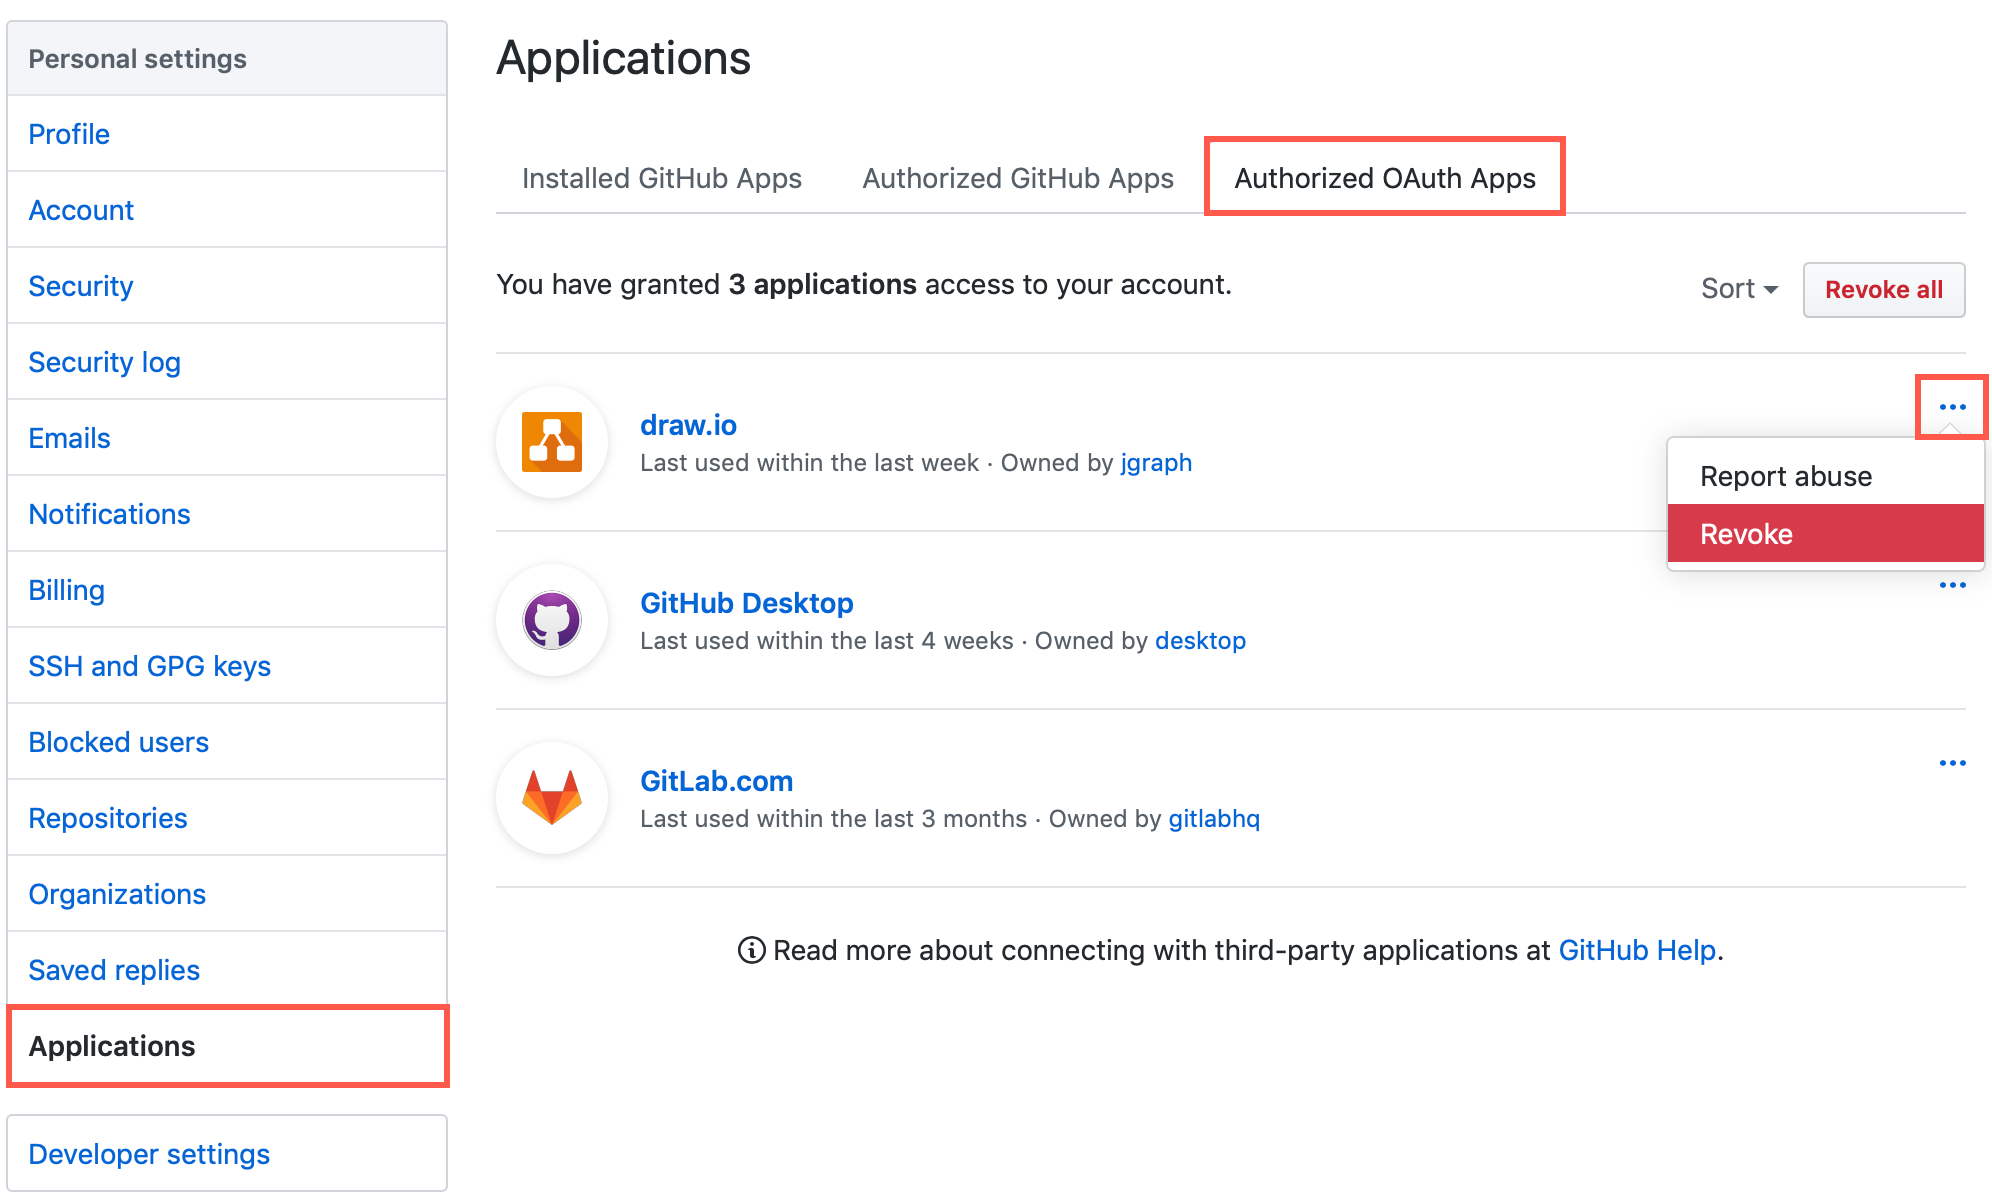 Personal settings
Profile
Account
Security
Security log
Emails
Notifications
Billing
SSH and GPG keys
Blocked users
Repositories
Organizations
Saved replies
Applications
Developer settings
Applications
Installed GitHub Apps Authorized GitHub Apps Authorized OAuth Apps
You have granted 3 applications access to your account.
Sort Revoke all
draw.io
Last used within the last week · Owned by jgraph
Report abuse
Revoke
GitHub Desktop
Last used within the last 4 weeks · Owned by desktop
GitLab.com
Last used within the last 3 months · Owned by gitlabhq
Read more about connecting with third-party applications at GitHub Help.